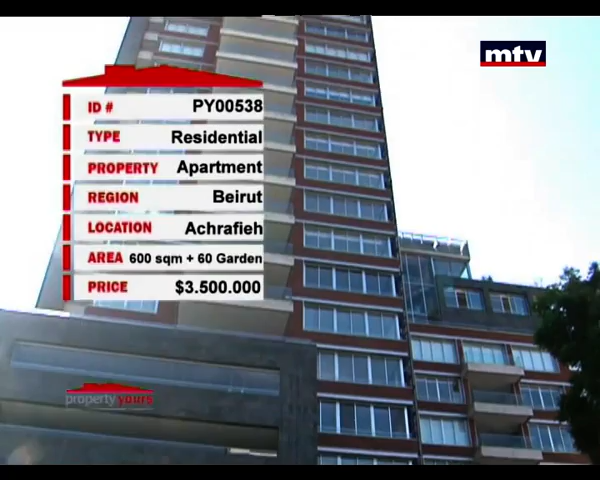 mtv
ID # PY00538
TYPE Residential
PROPERTY Apartment
REGION Beirut
LOCATION Achrafieh
AREA 600 sqm + 60 Garden
PRICE $3.500.000
property yours